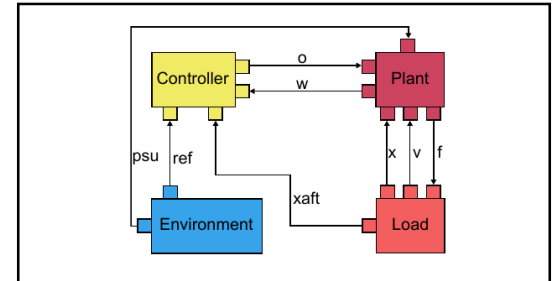 o
Controller
Plant
w
psu
ref
x
v
f
xaft
Environment
Load